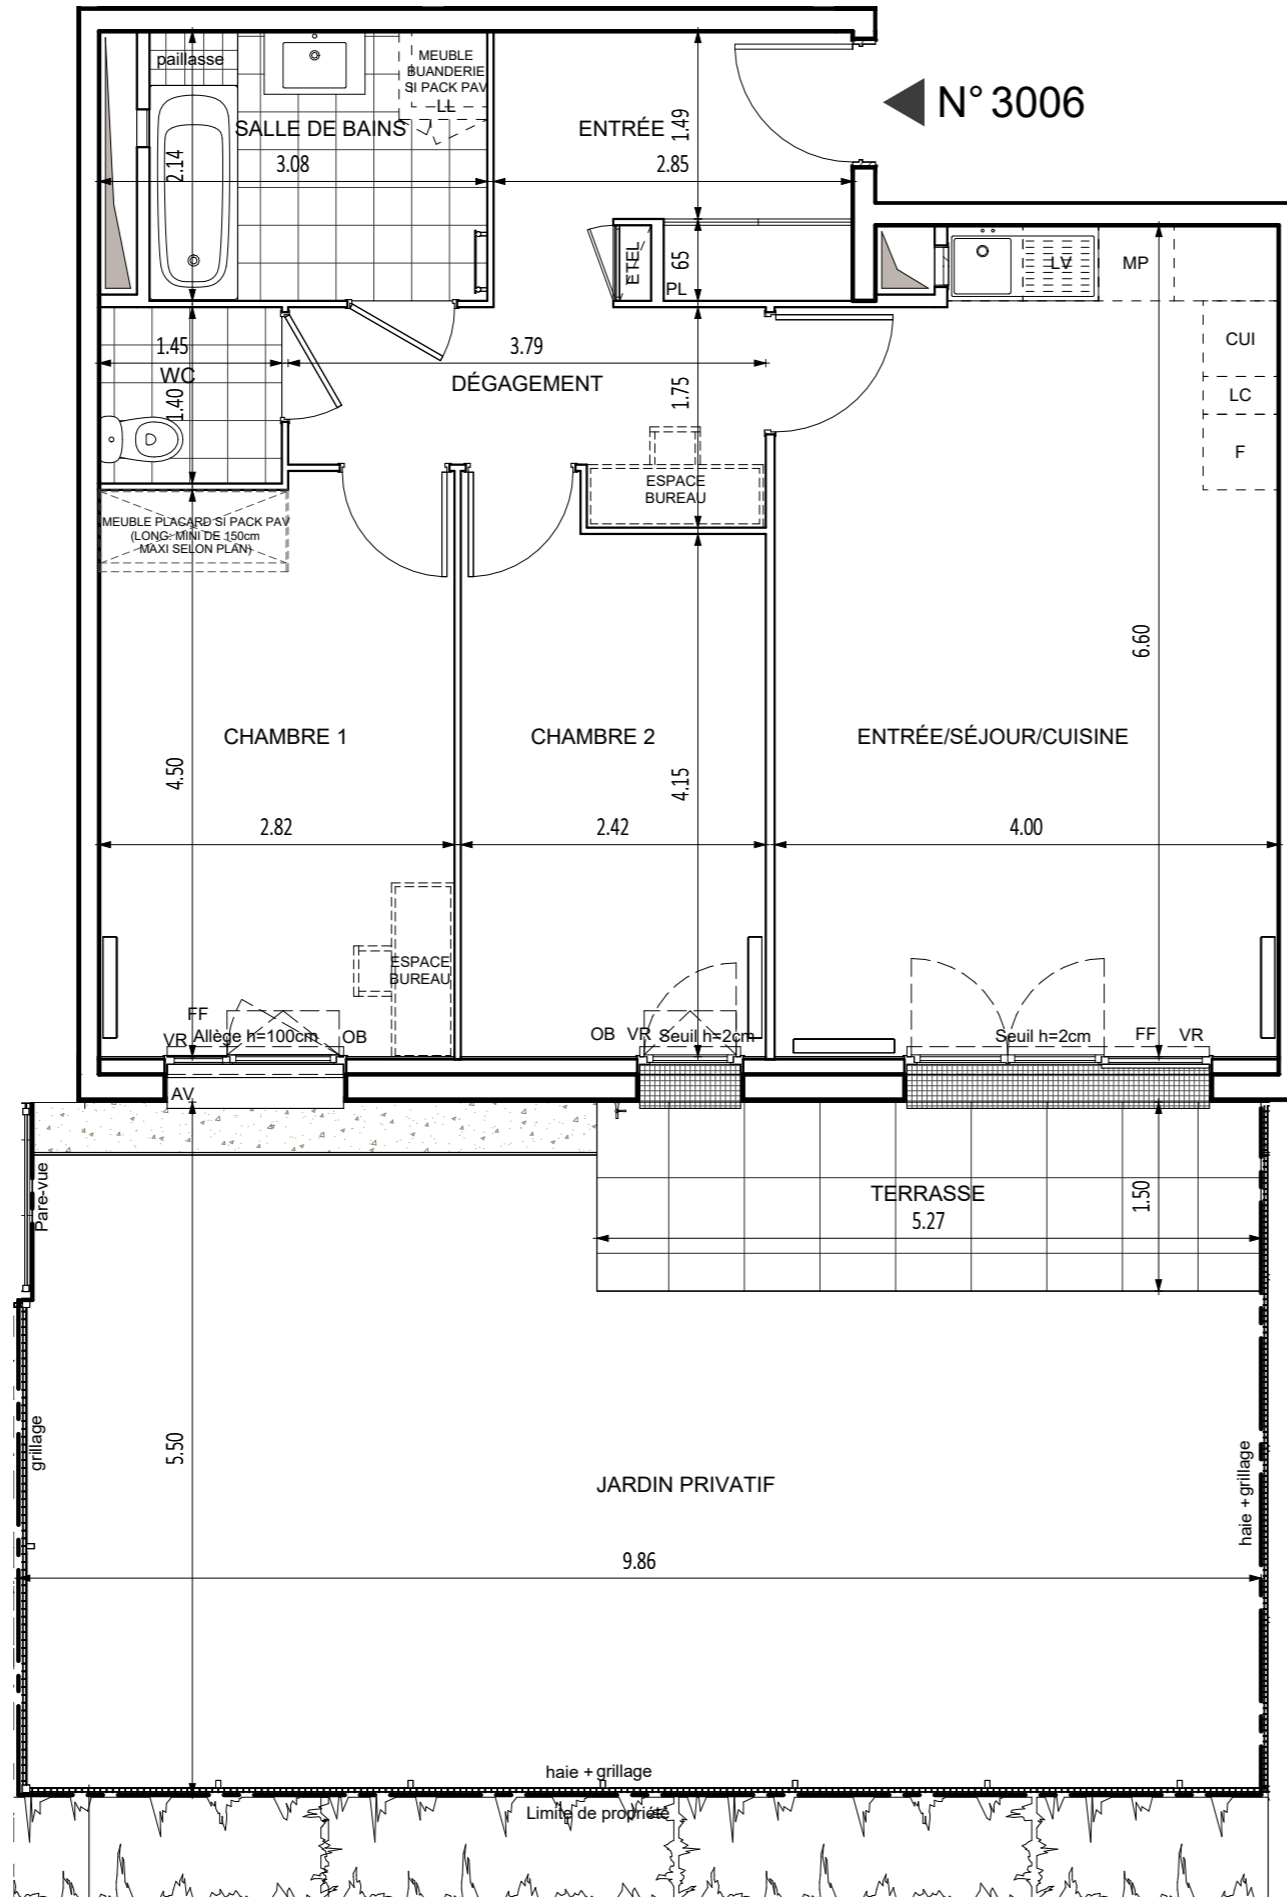 paillasse
MEUBLE
BUANDERIE
SI PACK PAV
LL
N° 3006
SALLE DE BAINS
ENTRÉE
1.49
2.14
3.08
2.85
ETEL
65
PL
LV
MP
CUI
LC
F
1.45
WC
1.40
3.79
DÉGAGEMENT
1.75
ESPACE
BUREAU
MEUBLE PLACARD SI PACK PAV
(LONG: MINI DE 150cm
MAXI SELON PLAN)
6.60
CHAMBRE 1
CHAMBRE 2
ENTRÉE/SÉJOUR/CUISINE
4.50
4.15
2.82
2.42
4.00
ESPACE
BUREAU
FF
VR
Allège h=100cm
OB
OB
VR
Seuil h=2cm
Seuil h=2cm
FF
VR
AV
Pare-vue
TERRASSE
5.27
1.50
grillage
5.50
JARDIN PRIVATIF
haie + grillage
9.86
haie + grillage
Limite de propriété